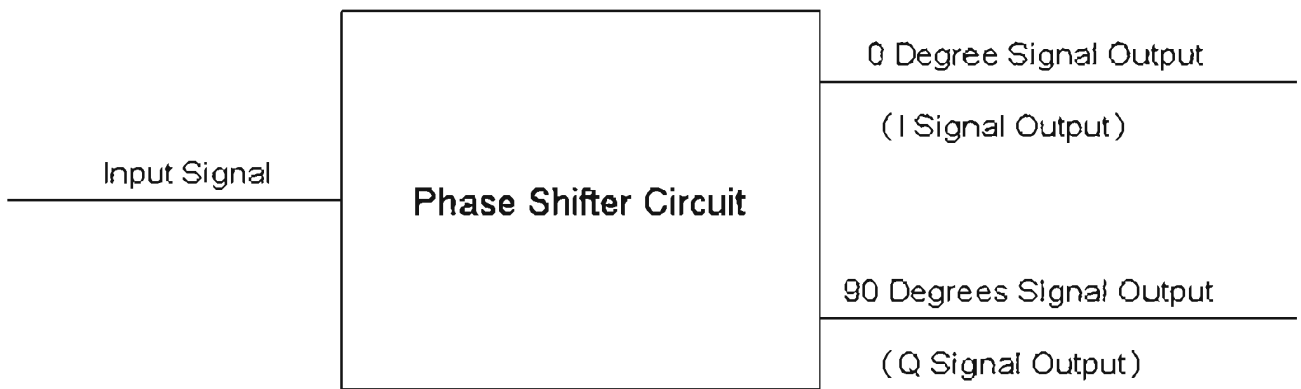 0 Degree Signal Output
(I Signal Output)
Input Signal
Phase Shifter Circuit
90 Degrees Signal Output
(Q Signal Output)